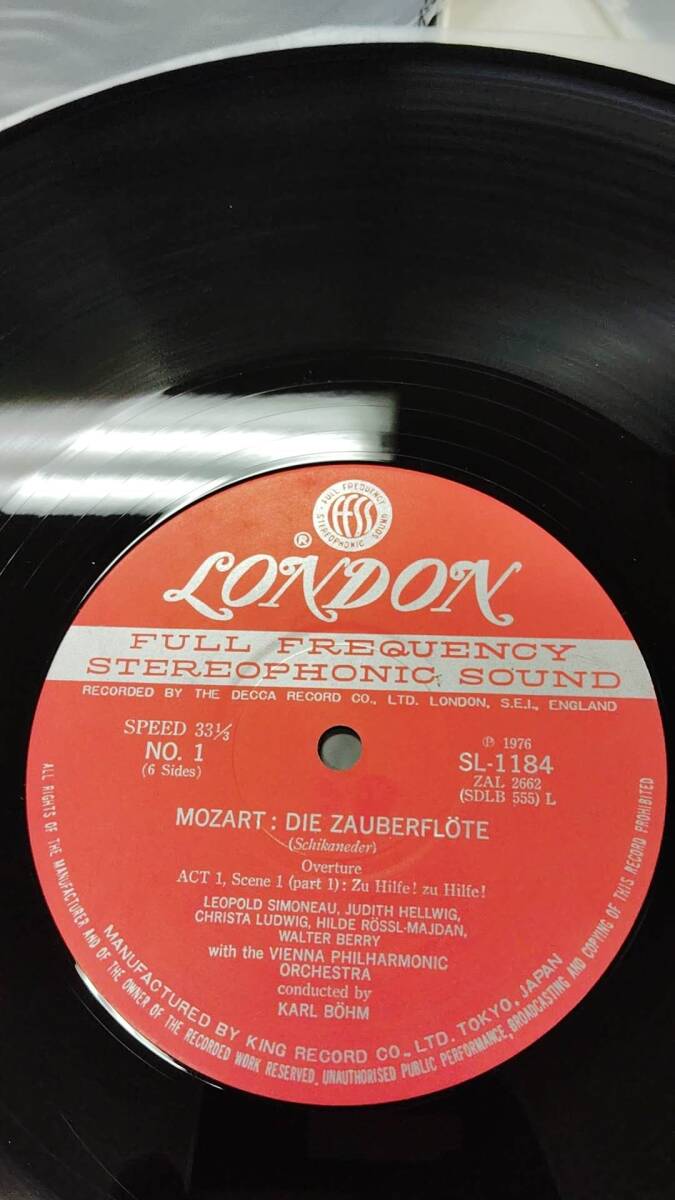 FULL FREQUENCY
FFSS
STEREOPHONIC SOUND
®
LONDON
FULL FREQUENCY
STEREOPHONIC SOUND
RECORDED BY THE DECCA RECORD CO., LTD. LONDON, S.E.I., ENGLAND
SPEED 33⅓
NO. 1
(6 Sides)
℗ 1976
SL-1184
ZAL 2662
(SDLB 555) L
MOZART : DIE ZAUBERFLÖTE
(Schikaneder)
Overture
ACT 1, Scene 1 (part 1) : Zu Hilfe! zu Hilfe!
LEOPOLD SIMONEAU, JUDITH HELLWIG,
CHRISTA LUDWIG, HILDE RÖSSL-MAJDAN,
WALTER BERRY
with the VIENNA PHILHARMONIC
ORCHESTRA
conducted by
KARL BÖHM
MANUFACTURED BY KING RECORD CO., LTD. TOKYO, JAPAN
ALL RIGHTS OF THE MANUFACTURER AND OF THE OWNER OF THE RECORDED WORK RESERVED. UNAUTHORISED PUBLIC PERFORMANCE, BROADCASTING AND COPYING OF THIS RECORD PROHIBITED